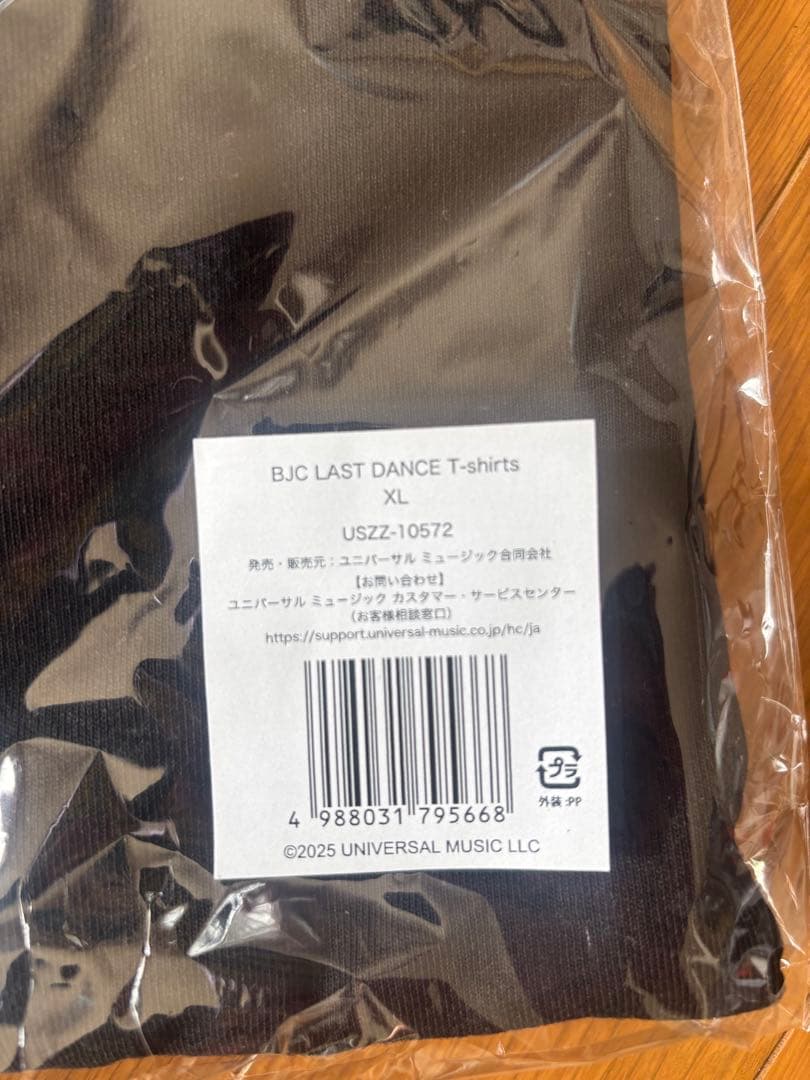 BJC LAST DANCE T-shirts
XL
USZZ-10572
発売・販売元：ユニバーサル ミュージック合同会社
【お問い合わせ】
ユニバーサル ミュージック カスタマー・サービスセンター
（お客様相談窓口）
https://support.universal-music.co.jp/hc/ja
プラ
外装:PP
4 988031 795668
©2025 UNIVERSAL MUSIC LLC